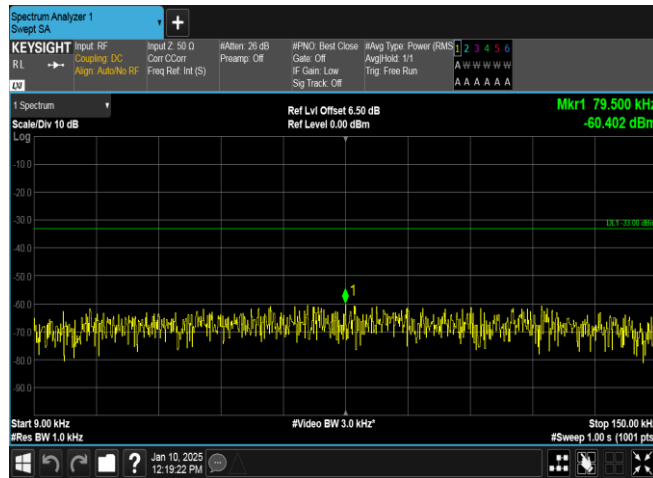 Spectrum Analyzer 1
Swept SA
KEYSIGHT
RL
LXI
Input: RF
Coupling: DC
Align: Auto/No RF
Input Z: 50 Ω
Corr CCorr
Freq Ref: Int (S)
#Atten: 26 dB
Preamp: Off
#PNO: Best Close
Gate: Off
IF Gain: Low
Sig Track: Off
#Avg Type: Power (RMS
Avg|Hold: 1/1
Trig: Free Run
1 2 3 4 5 6
A W W W W W
A A A A A A
1 Spectrum
Scale/Div 10 dB
Log
Ref Lvl Offset 6.50 dB
Ref Level 0.00 dBm
Mkr1 79.500 kHz
-60.402 dBm
-10.0
-20.0
-30.0
DL1 -33.00 dBm
-40.0
-50.0
1
-60.0
-70.0
-80.0
-90.0
Start 9.00 kHz
#Res BW 1.0 kHz
#Video BW 3.0 kHz*
Stop 150.00 kHz
#Sweep 1.00 s (1001 pts
?
Jan 10, 2025
12:19:22 PM